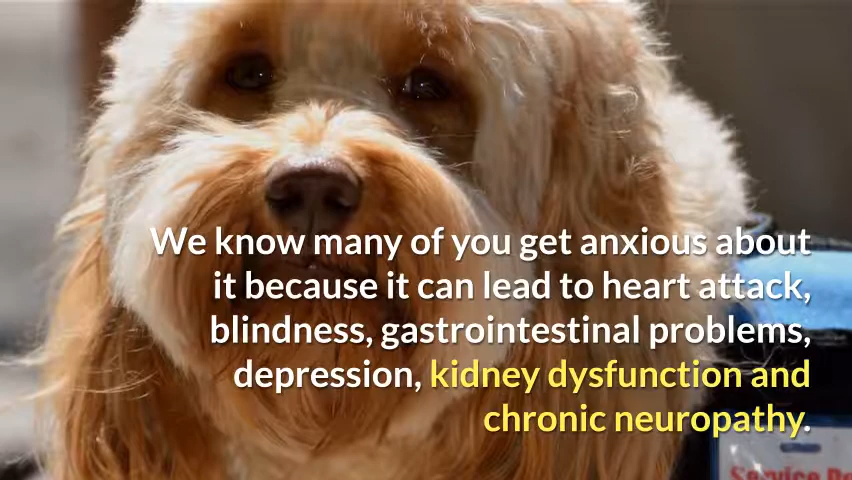 We know many of you get anxious about
it because it can lead to heart attack,
blindness, gastrointestinal problems,
depression, kidney dysfunction and
chronic neuropathy.
Service